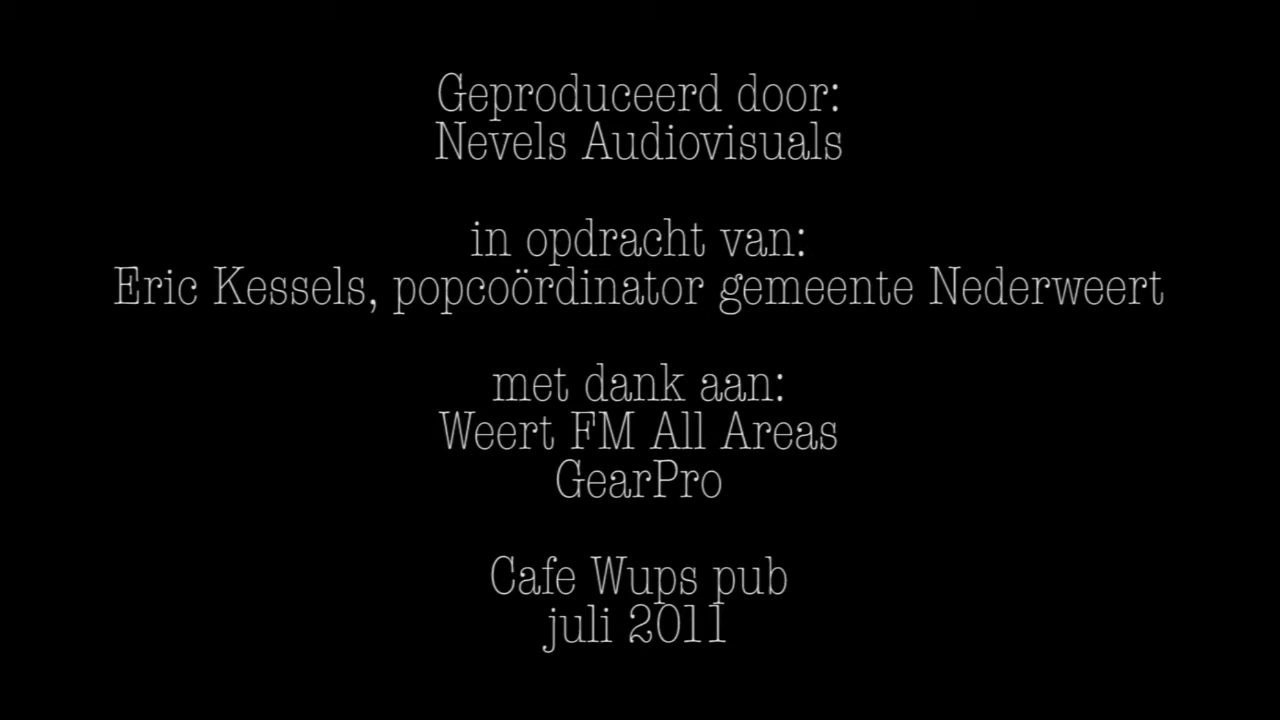 Geproduceerd door:
Nevels Audiovisuals
in opdracht van:
Eric Kessels, popcoördinator gemeente Nederweert
met dank aan:
Weert FM All Areas
GearPro
Cafe Wups pub
juli 2011